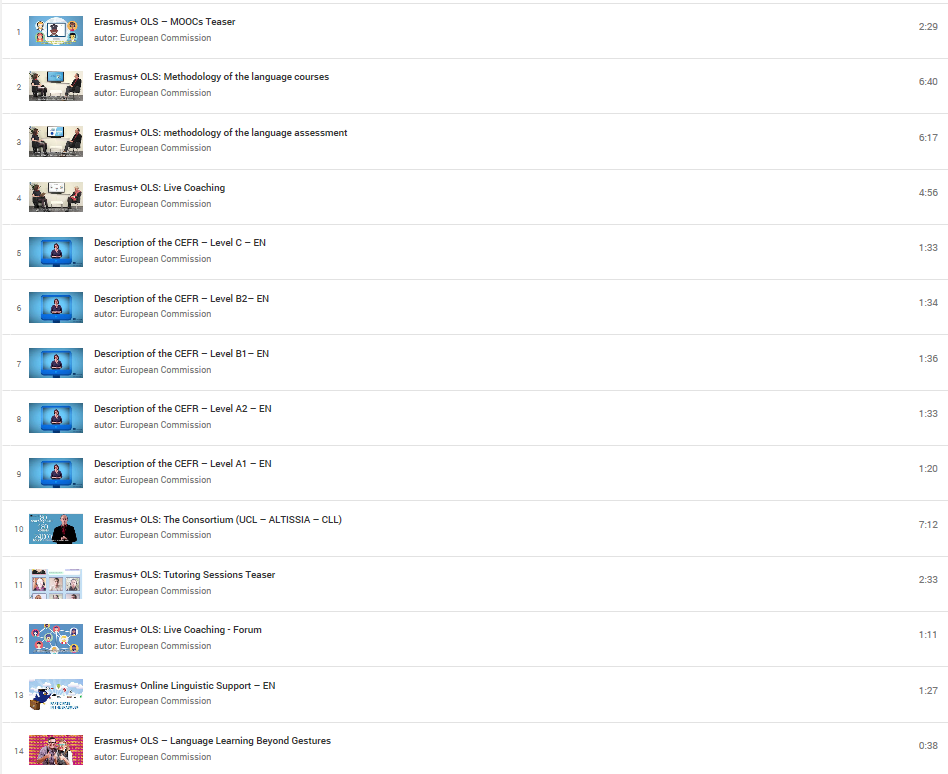 1
Erasmus+ OLS – MOOCs Teaser
autor: European Commission
2:29
2
Erasmus+ OLS: Methodology of the language courses
autor: European Commission
6:40
3
Erasmus+ OLS: methodology of the language assessment
autor: European Commission
6:17
4
Erasmus+ OLS: Live Coaching
autor: European Commission
4:56
5
Description of the CEFR – Level C – EN
autor: European Commission
1:33
6
Description of the CEFR – Level B2– EN
autor: European Commission
1:34
7
Description of the CEFR – Level B1– EN
autor: European Commission
1:36
8
Description of the CEFR – Level A2 – EN
autor: European Commission
1:33
9
Description of the CEFR – Level A1 – EN
autor: European Commission
1:20
10
Erasmus+ OLS: The Consortium (UCL – ALTISSIA – CLL)
autor: European Commission
7:12
11
Erasmus+ OLS: Tutoring Sessions Teaser
autor: European Commission
2:33
12
Erasmus+ OLS: Live Coaching - Forum
autor: European Commission
1:11
13
Erasmus+ Online Linguistic Support – EN
autor: European Commission
1:27
14
Erasmus+ OLS – Language Learning Beyond Gestures
autor: European Commission
0:38